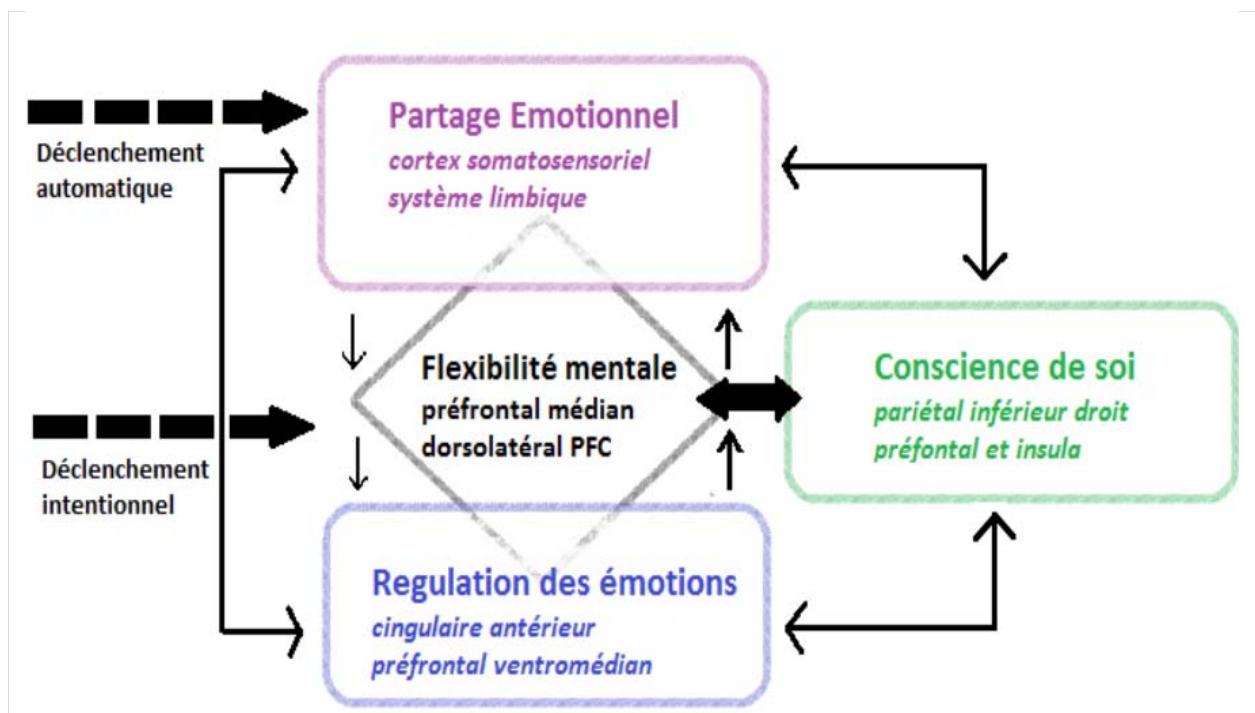 Partage Emotionnel
cortex somatosensoriel
système limbique
Déclenchement
automatique
Flexibilité mentale
préfrontal médian
dorsolatéral PFC
Conscience de soi
pariétal inférieur droit
préfontal et insula
Déclenchement
intentionnel
Regulation des émotions
cingulaire antérieur
préfrontal ventromédian